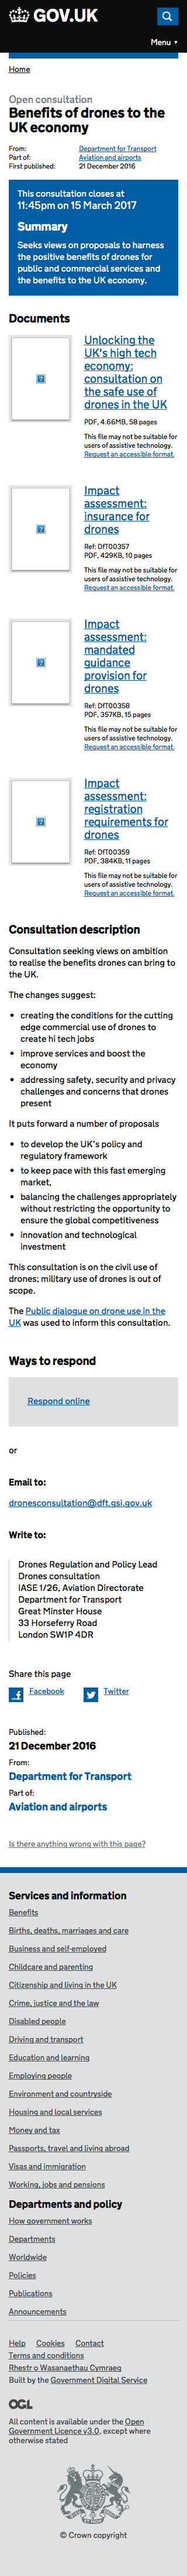 GOV.UK
Menu ▼
Home
Open consultation
Benefits of drones to the
UK economy
From: Department for Transport
Part of: Aviation and airports
First published: 21 December 2016
This consultation closes at
11:45pm on 15 March 2017
Summary
Seeks views on proposals to harness
the positive benefits of drones for
public and commercial services and
the benefits of the UK economy.
Documents
Unlocking the
UK's high tech
economy:
consultation on
the safe use of
drones in the UK
PDF, 4.66MB, 58 pages
This file may not be suitable for
users of assistive technology.
Request an accessible format.
Impact
assessment:
insurance for
drones
Ref: DfT00357
PDF, 429KB, 10 pages
This file may not be suitable for
users of assistive technology.
Request an accessible format.
Impact
assessment:
mandated
guidance
provision for
drones
Ref: DfT00358
PDF, 357KB, 15 pages
This file may not be suitable for
users of assistive technology.
Request an accessible format.
Impact
assessment:
registration
requirements for
drones
Ref: DfT00359
PDF, 384KB, 11 pages
This file may not be suitable for
users of assistive technology.
Request an accessible format.
Consultation description
Consultation seeking views on ambition
to realise the benefits drones can bring to
the UK.
The changes suggest:
• creating the conditions for the cutting
edge commercial use of drones to
create hi tech jobs
• improve services and boost the
economy
• addressing safety, security and privacy
challenges and concerns that drones
present
It puts forward a number of proposals
• to develop the UK's policy and
regulatory framework
• to keep pace with this fast emerging
market,
• balancing the challenges appropriately
without restricting the opportunity to
ensure the global competitiveness
• innovation and technological
investment
This consultation is on the civil use of
drones; military use of drones is out of
scope.
The Public dialogue on drone use in the
UK was used to inform this consultation.
Ways to respond
Respond online
or
Email to:
dronesconsultation@dft.gsi.gov.uk
Write to:
Drones Regulation and Policy Lead
Drones consultation
IASE 1/26, Aviation Directorate
Department for Transport
Great Minster House
33 Horseferry Road
London SW1P 4DR
Share this page
Facebook Twitter
Published:
21 December 2016
From:
Department for Transport
Part of:
Aviation and airports
Is there anything wrong with this page?
Services and information
Benefits
Births, deaths, marriages and care
Business and self-employed
Childcare and parenting
Citizenship and living in the UK
Crime, justice and the law
Disabled people
Driving and transport
Education and learning
Employing people
Environment and countryside
Housing and local services
Money and tax
Passports, travel and living abroad
Visas and immigration
Working, jobs and pensions
Departments and policy
How government works
Departments
Worldwide
Policies
Publications
Announcements
Help Cookies Contact
Terms and conditions
Rhestr o Wasanaethau Cymraeg
Built by the Government Digital Service
OGL
All content is available under the Open
Government Licence v3.0, except where
otherwise stated
© Crown copyright